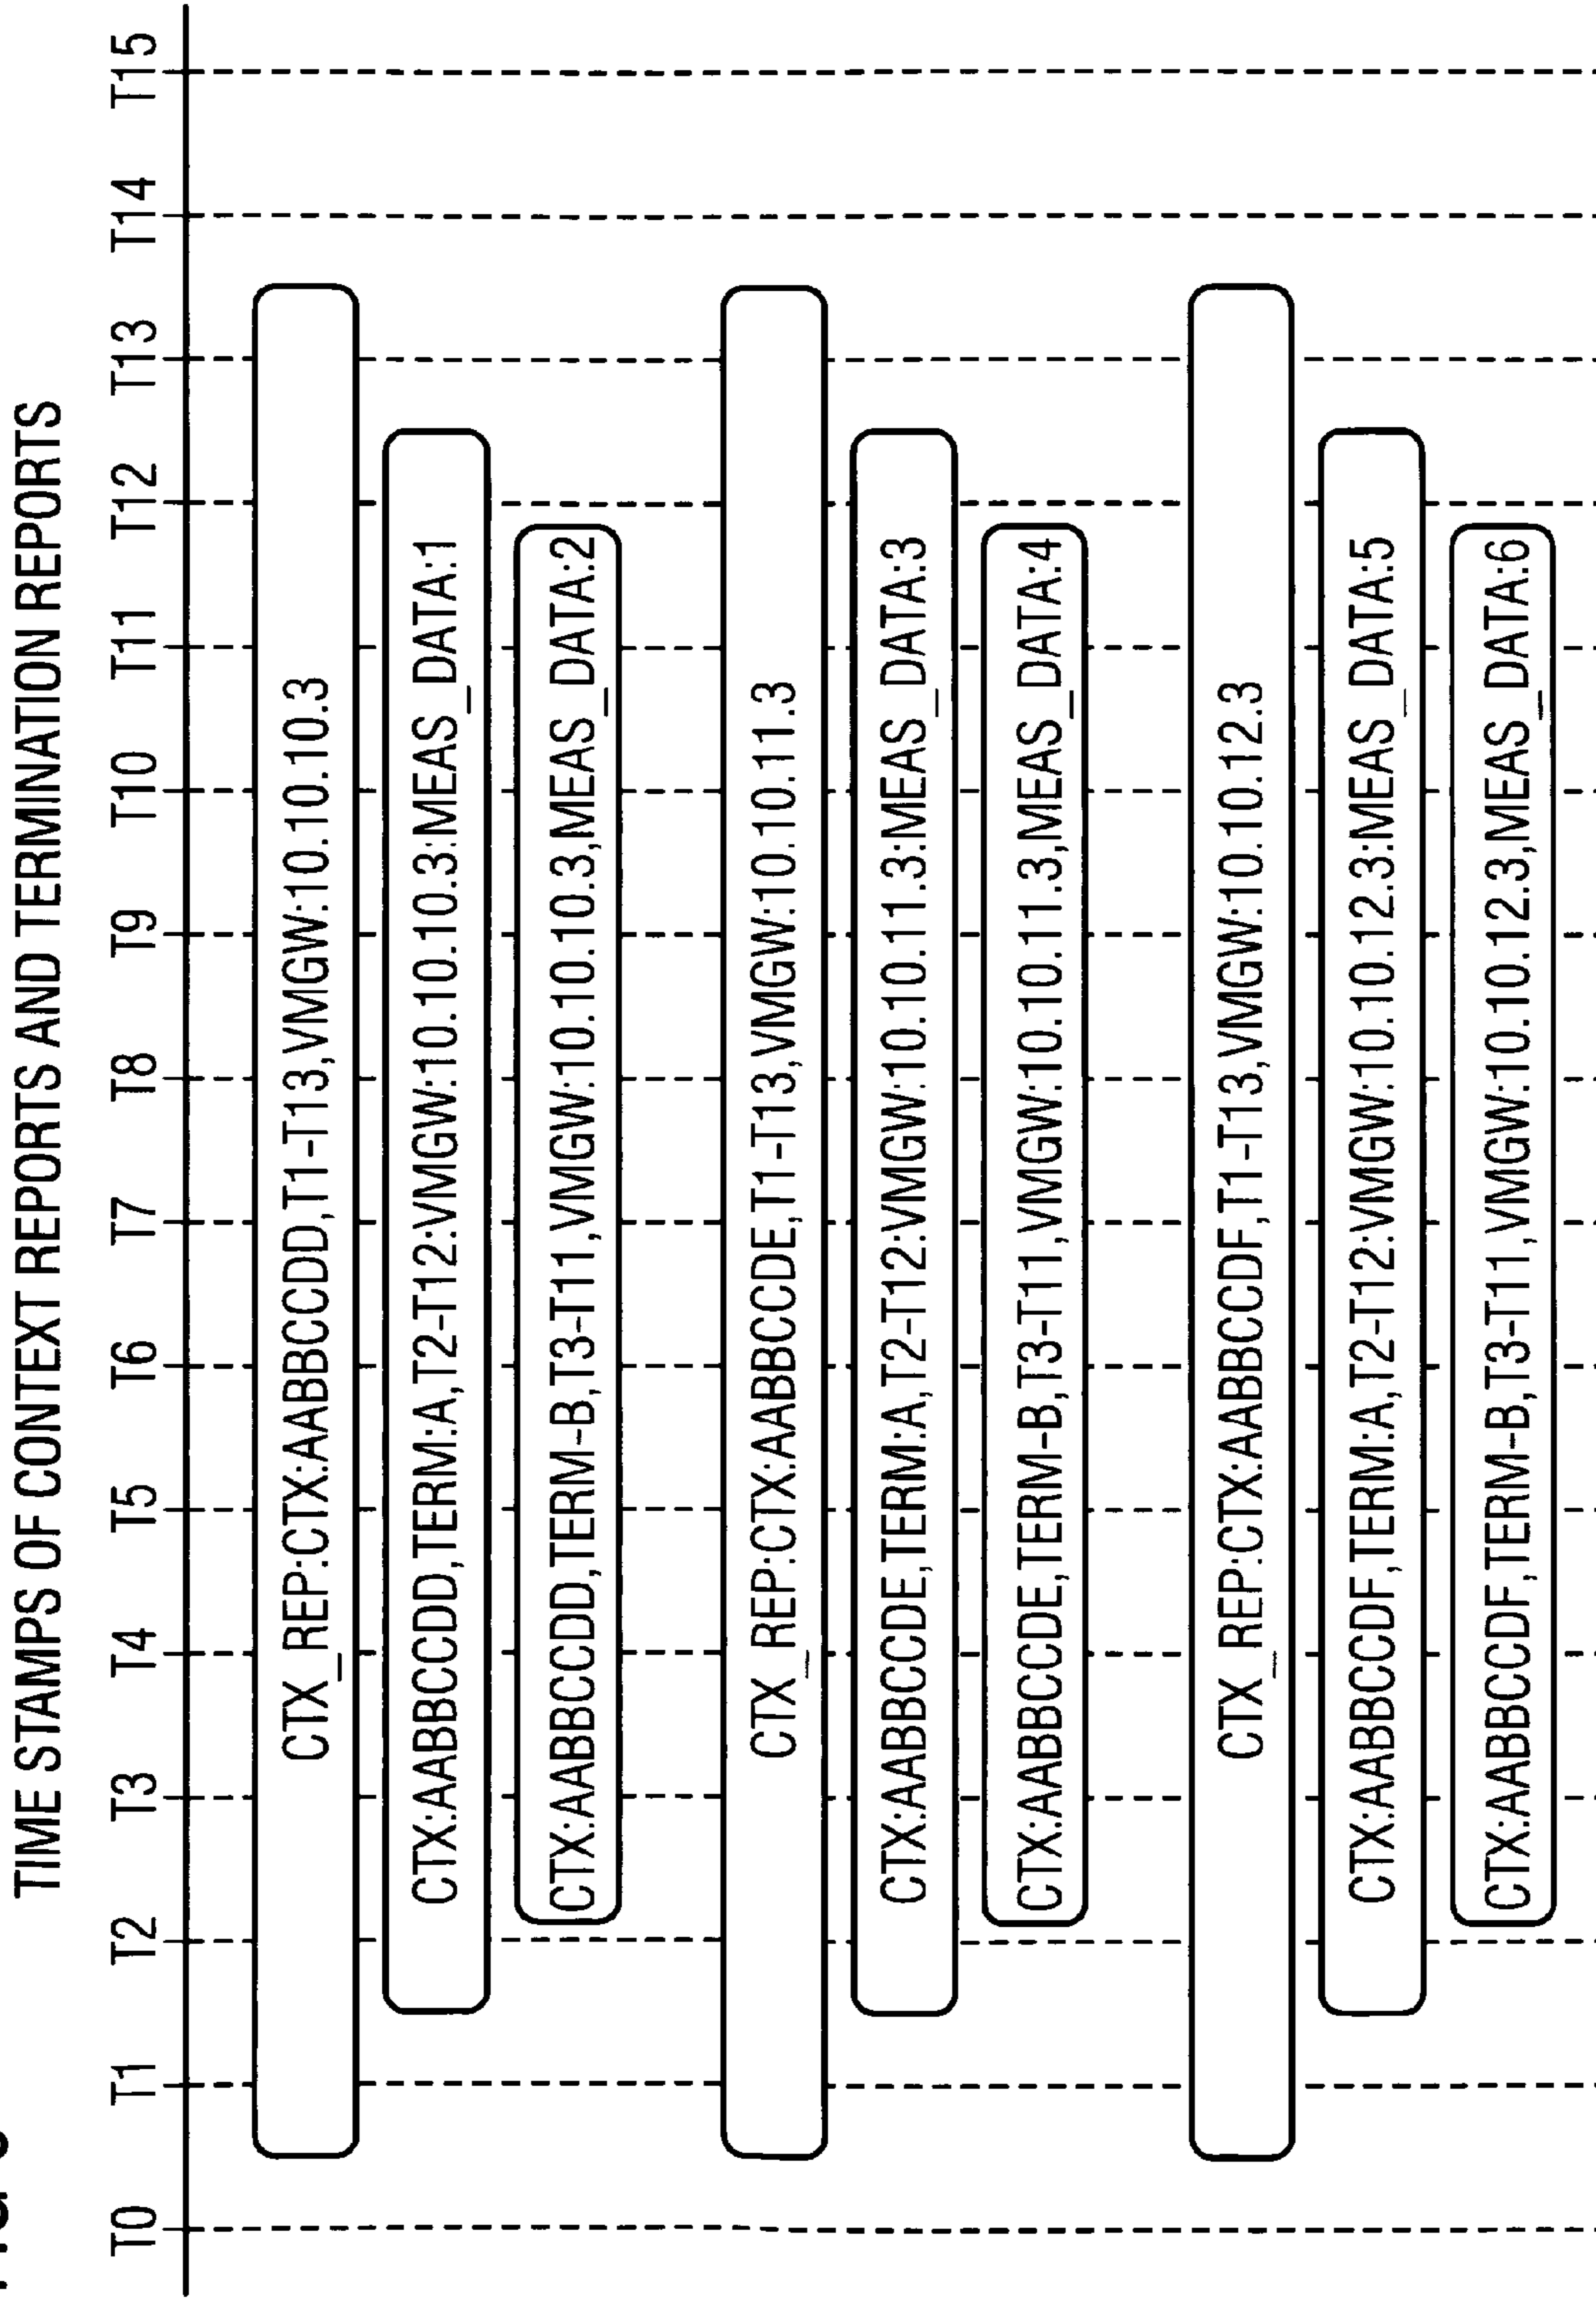 TIME STAMPS OF CONTEXT REPORTS AND TERMINATION REPORTS
T0 T1 T2 T3 T4 T5 T6 T7 T8 T9 T10 T11 T12 T13 T14 T15
CTX_REP:CTX:AABBCCDD,T1-T13,VMGW:10.10.10.3
CTX:AABBCCDD,TERM:A,T2-T12:VMGW:10.10.10.3:MEAS_DATA:1
CTX:AABBCCDD,TERM-B,T3-T11,VMGW:10.10.10.3,MEAS_DATA:2
CTX_REP:CTX:AABBCCDE,T1-T13,VMGW:10.10.11.3
CTX:AABBCCDE,TERM:A,T2-T12:VMGW:10.10.11.3:MEAS_DATA:3
CTX:AABBCCDE,TERM-B,T3-T11,VMGW:10.10.11.3,MEAS_DATA:4
CTX_REP:CTX:AABBCCDF,T1-T13,VMGW:10.10.12.3
CTX:AABBCCDF,TERM:A,T2-T12:VMGW:10.10.12.3:MEAS_DATA:5
CTX:AABBCCDF,TERM-B,T3-T11,VMGW:10.10.12.3,MEAS_DATA:6